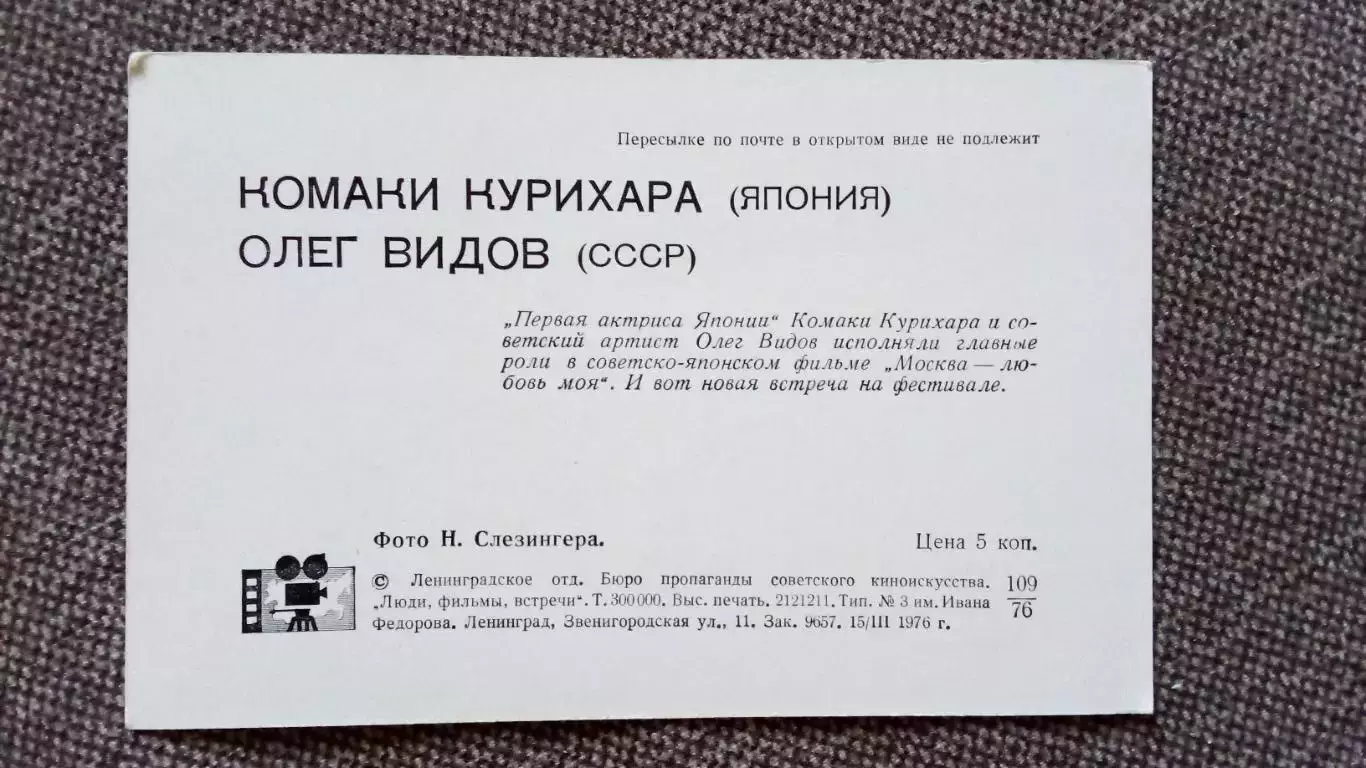 Пересылке по почте в открытом виде не подлежит
КОМАКИ КУРИХАРА (ЯПОНИЯ)
ОЛЕГ ВИДОВ (СССР)
„Первая актриса Японии“ Комаки Курихара и со-
ветский артист Олег Видов исполняли главные
роли в советско-японском фильме „Москва — лю-
бовь моя“. И вот новая встреча на фестивале.
Фото Н. Слезингера.
Цена 5 коп.
© Ленинградское отд. Бюро пропаганды советского киноискусства.
„Люди, фильмы, встречи“. Т. 300 000. Выс. печать. 2121211. Тип. № 3 им. Ивана
Федорова. Ленинград, Звенигородская ул., 11. Зак. 9657. 15/III 1976 г.
109
76